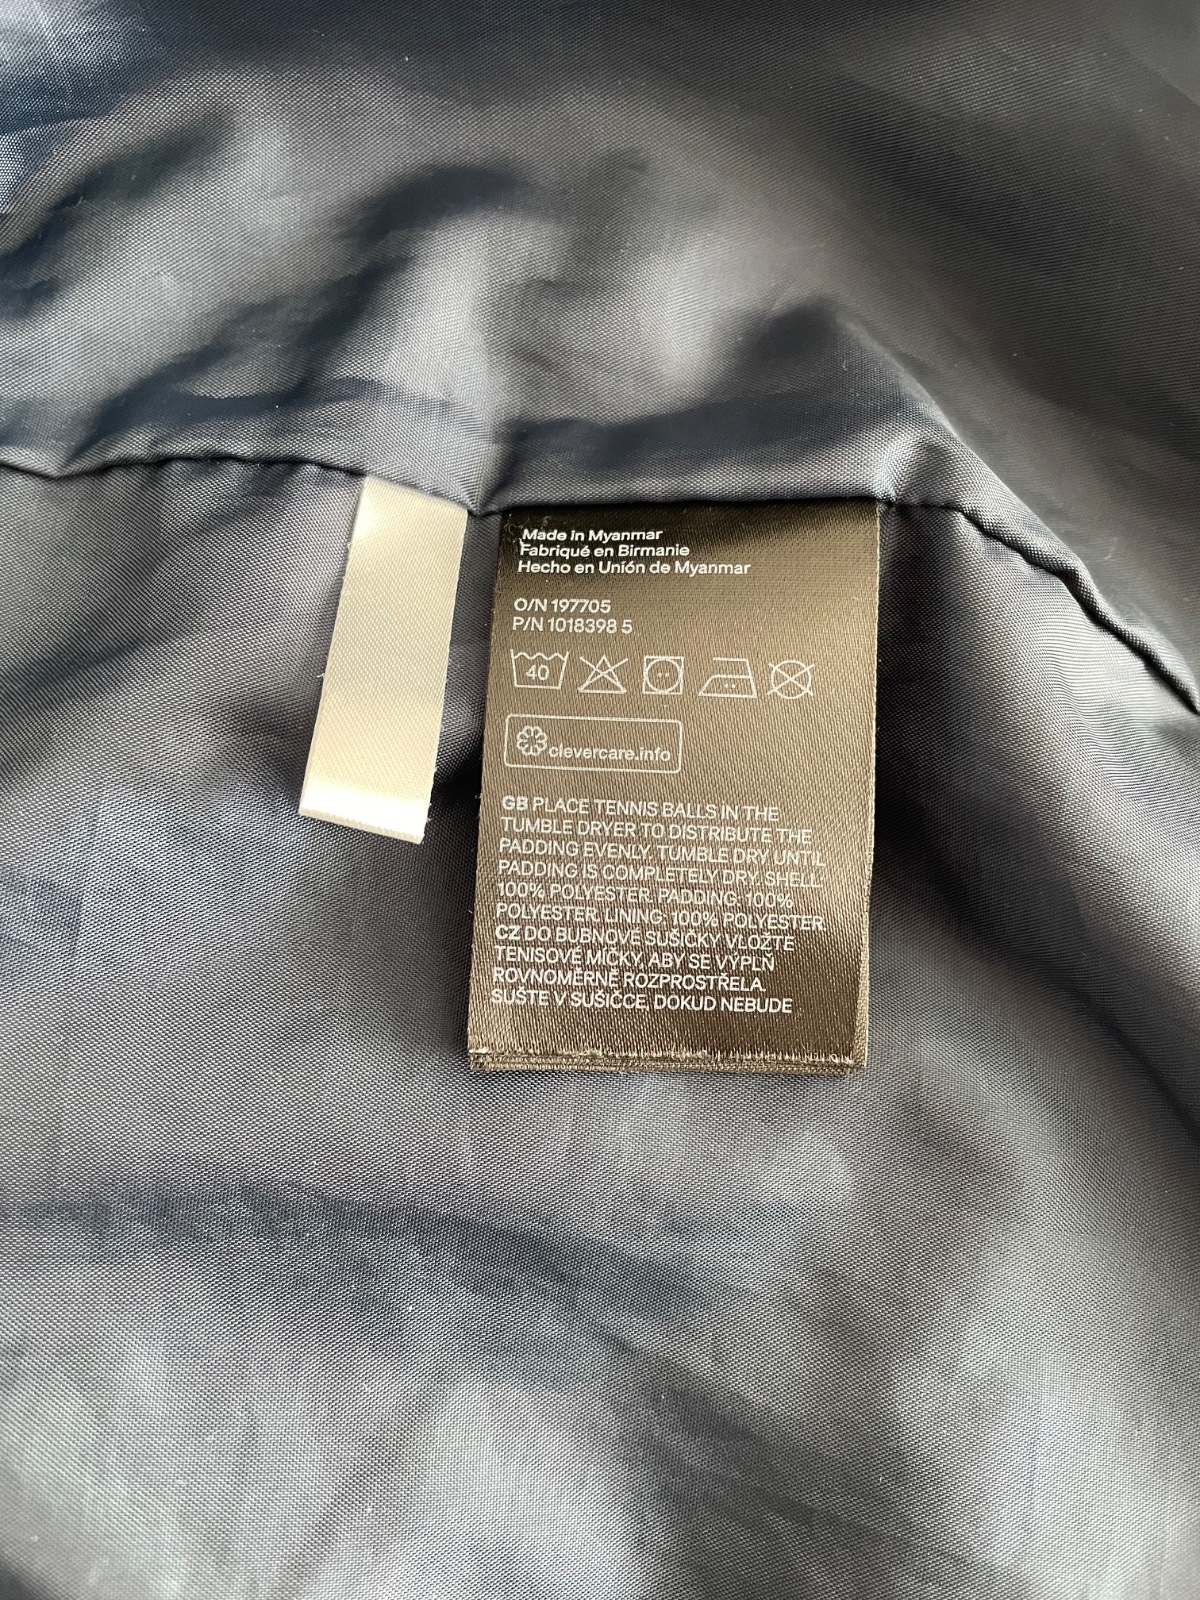 Made in Myanmar
Fabriqué en Birmanie
Hecho en Unión de Myanmar
O/N 197705
P/N 1018398 5
40
clevercare.info
GB PLACE TENNIS BALLS IN THE
TUMBLE DRYER TO DISTRIBUTE THE
PADDING EVENLY. TUMBLE DRY UNTIL
PADDING IS COMPLETELY DRY. SHELL:
100% POLYESTER. PADDING: 100%
POLYESTER. LINING: 100% POLYESTER
CZ DO BUBNOVÉ SUŠIČKY VLOŽTE
TENISOVÉ MÍČKY, ABY SE VÝPLŇ
ROVNOMĚRNĚ ROZPROSTŘELA.
SUŠTE V SUŠIČCE, DOKUD NEBUDE